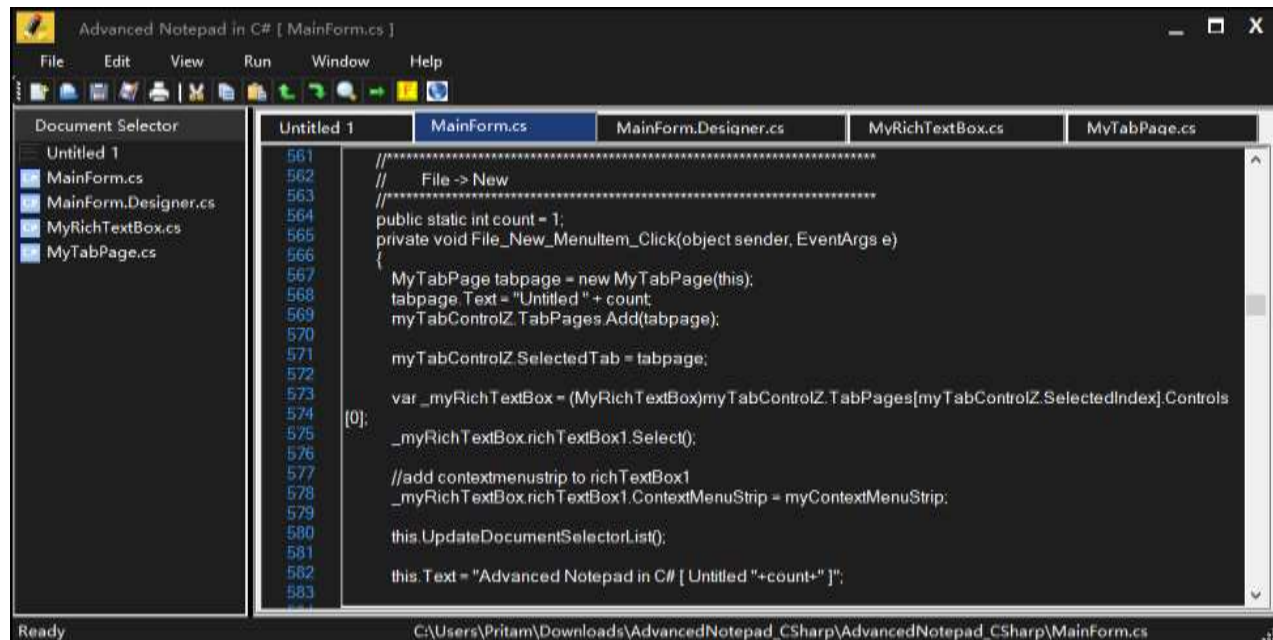 Advanced Notepad in C# [ MainForm.cs ]
File Edit View Run Window Help
Document Selector
Untitled 1
MainForm.cs
MainForm.Designer.cs
MyRichTextBox.cs
MyTabPage.cs
Untitled 1 MainForm.cs MainForm.Designer.cs MyRichTextBox.cs MyTabPage.cs
561 //***************************************************************************
562 // File -> New
563 //***************************************************************************
564 public static int count = 1;
565 private void File_New_MenuItem_Click(object sender, EventArgs e)
566 {
567 MyTabPage tabpage = new MyTabPage(this);
568 tabpage.Text = "Untitled " + count;
569 myTabControlZ.TabPages.Add(tabpage);
570
571 myTabControlZ.SelectedTab = tabpage;
572
573 var _myRichTextBox = (MyRichTextBox)myTabControlZ.TabPages[myTabControlZ.SelectedIndex].Controls
574 [0];
575 _myRichTextBox.richTextBox1.Select();
576
577 //add contextmenustrip to richTextBox1
578 _myRichTextBox.richTextBox1.ContextMenuStrip = myContextMenuStrip;
579
580 this.UpdateDocumentSelectorList();
581
582 this.Text = "Advanced Notepad in C# [ Untitled "+count+" ]";
583
Ready C:\Users\Pritam\Downloads\AdvancedNotepad_CSharp\AdvancedNotepad_CSharp\MainForm.cs